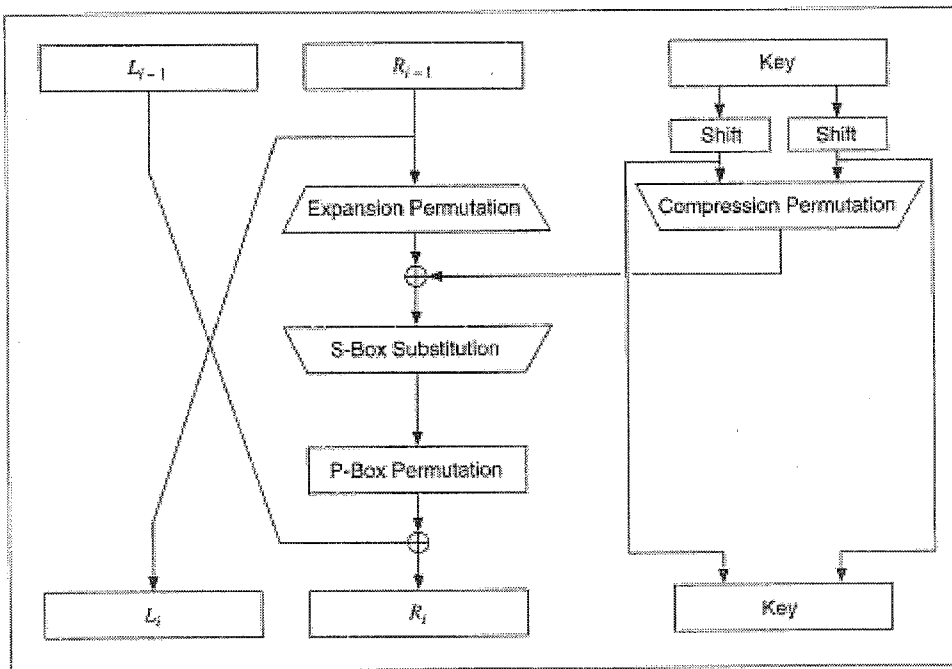 L_{i-1}
R_{i-1}
Key
Shift
Shift
Expansion Permutation
Compression Permutation
S-Box Substitution
P-Box Permutation
L_i
R_i
Key